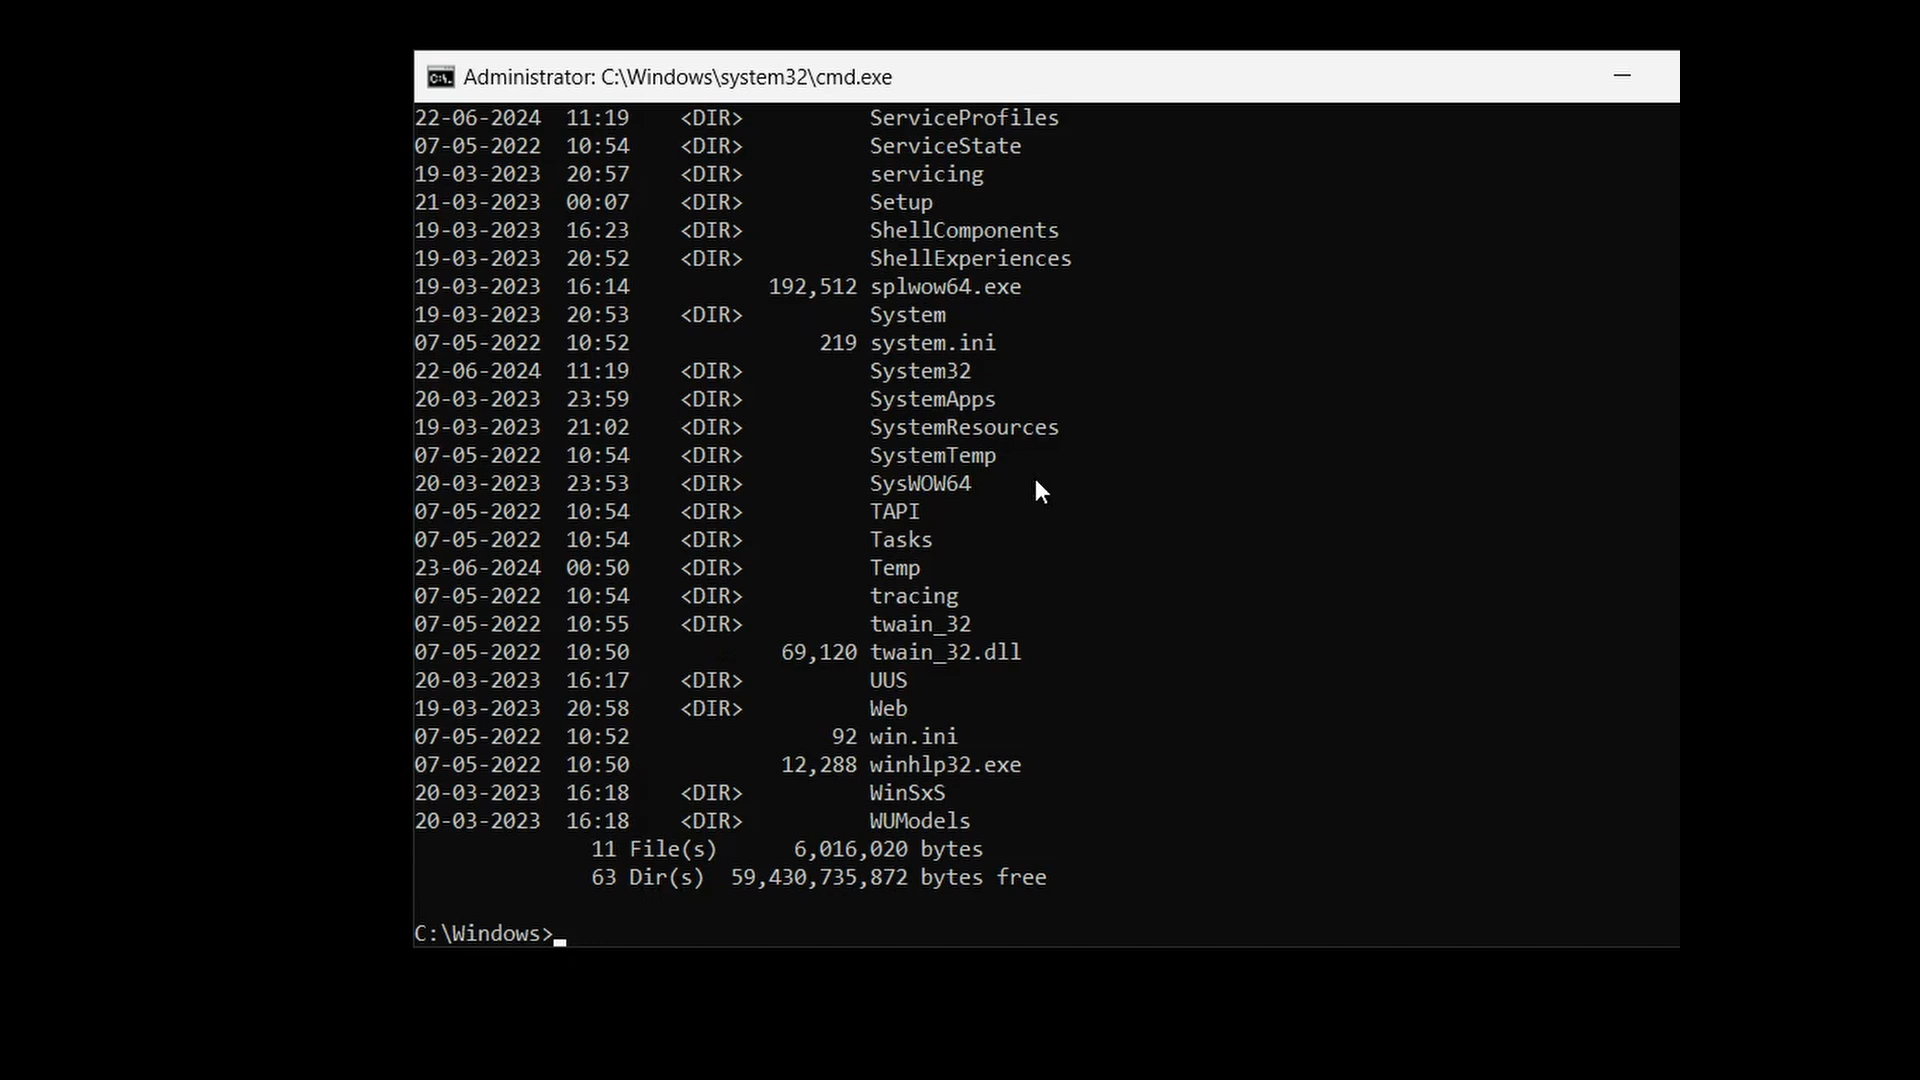 Administrator: C:\Windows\system32\cmd.exe
22-06-2024  11:19    <DIR>          ServiceProfiles
07-05-2022  10:54    <DIR>          ServiceState
19-03-2023  20:57    <DIR>          servicing
21-03-2023  00:07    <DIR>          Setup
19-03-2023  16:23    <DIR>          ShellComponents
19-03-2023  20:52    <DIR>          ShellExperiences
19-03-2023  16:14           192,512 splwow64.exe
19-03-2023  20:53    <DIR>          System
07-05-2022  10:52               219 system.ini
22-06-2024  11:19    <DIR>          System32
20-03-2023  23:59    <DIR>          SystemApps
19-03-2023  21:02    <DIR>          SystemResources
07-05-2022  10:54    <DIR>          SystemTemp
20-03-2023  23:53    <DIR>          SysWOW64
07-05-2022  10:54    <DIR>          TAPI
07-05-2022  10:54    <DIR>          Tasks
23-06-2024  00:50    <DIR>          Temp
07-05-2022  10:54    <DIR>          tracing
07-05-2022  10:55    <DIR>          twain_32
07-05-2022  10:50            69,120 twain_32.dll
20-03-2023  16:17    <DIR>          UUS
19-03-2023  20:58    <DIR>          Web
07-05-2022  10:52                92 win.ini
07-05-2022  10:50            12,288 winhlp32.exe
20-03-2023  16:18    <DIR>          WinSxS
20-03-2023  16:18    <DIR>          WUModels
              11 File(s)      6,016,020 bytes
              63 Dir(s)  59,430,735,872 bytes free
C:\Windows>